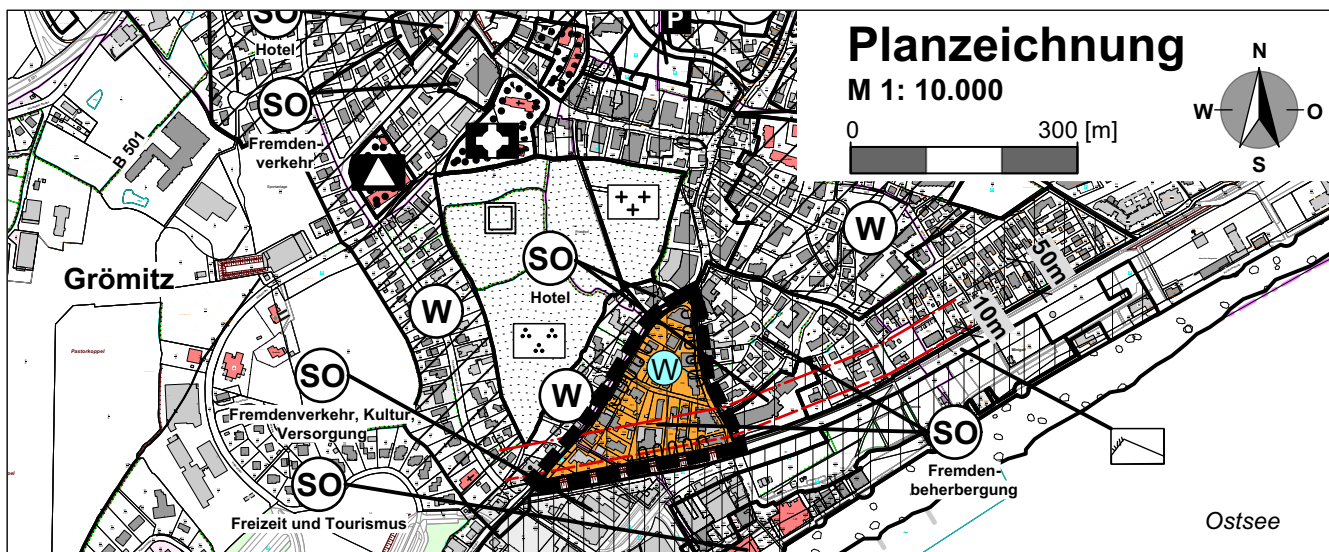 SO
Hotel
P
Planzeichnung
M 1: 10.000
0 300 [m]
N
W O
S
SO
Fremden-
verkehr
B 501
Grömitz
W
W
SO
Hotel
50m
10m
Pastorkoppel
SO
Fremdenverkehr, Kultur,
Versorgung
W
W
SO
Fremden-
beherbergung
SO
Freizeit und Tourismus
Ostsee